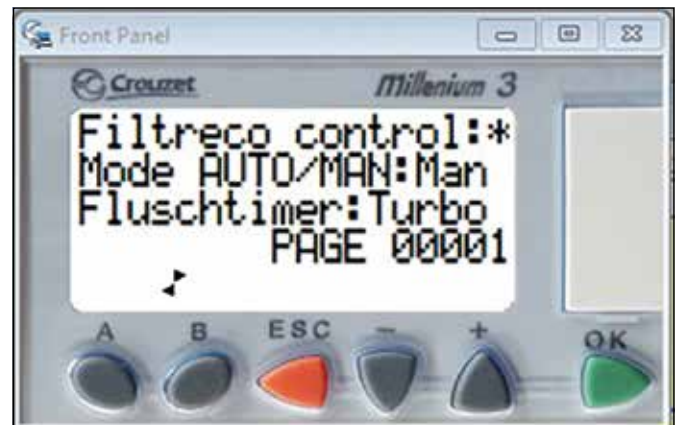 Front Panel
Crouzet Millenium 3
Filtreco control:*
Mode AUTO/MAN:Man
Fluschtimer:Turbo
PAGE 00001
A B ESC - + OK